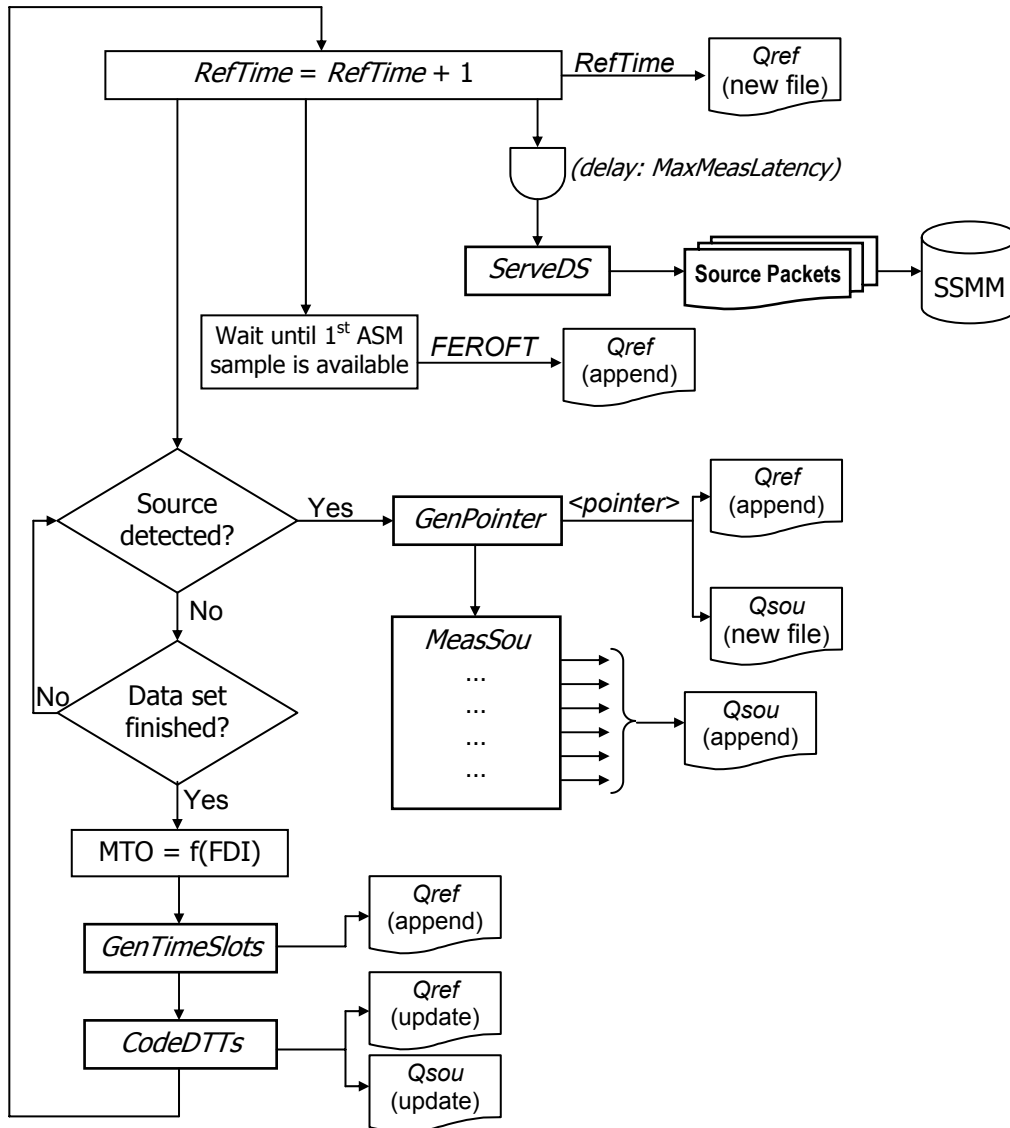 RefTime = RefTime + 1
RefTime
Qref
(new file)
(delay: MaxMeasLatency)
ServeDS
Source Packets
SSMM
Wait until 1st ASM
sample is available
FEROFT
Qref
(append)
Source
detected?
Yes
GenPointer
<pointer>
Qref
(append)
No
Qsou
(new file)
MeasSou
...
...
...
...
Qsou
(append)
No
Data set
finished?
Yes
MTO = f(FDI)
GenTimeSlots
Qref
(append)
CodeDTTs
Qref
(update)
Qsou
(update)